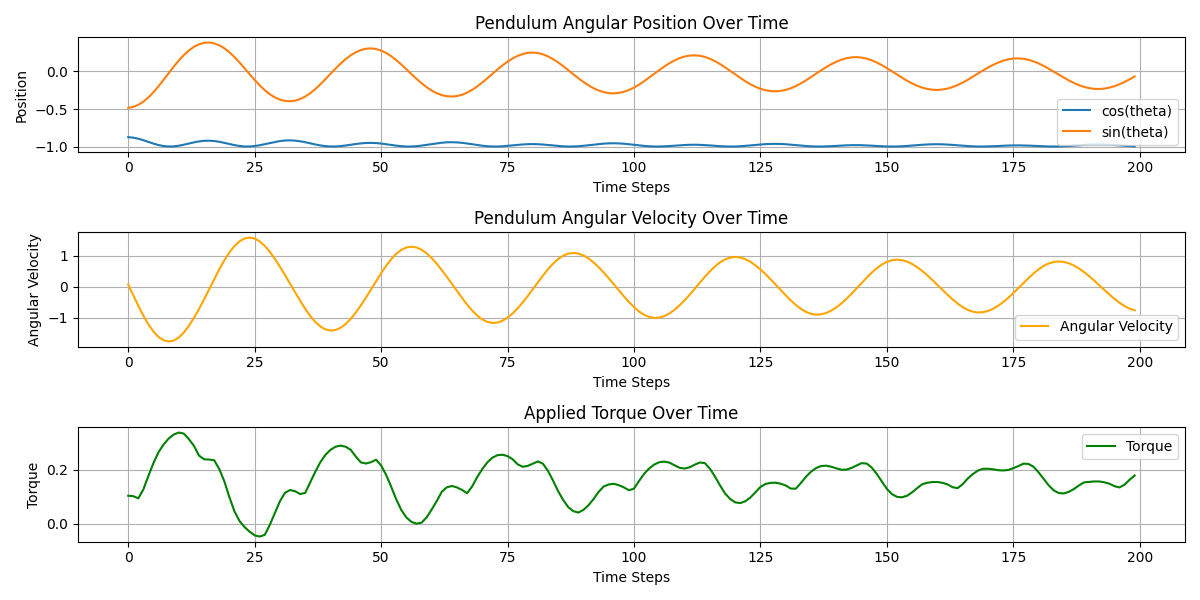 Pendulum Angular Position Over Time
Position
0.0
−0.5
−1.0
cos(theta)
sin(theta)
0 25 50 75 100 125 150 175 200
Time Steps
Pendulum Angular Velocity Over Time
Angular Velocity
1
0
−1
Angular Velocity
0 25 50 75 100 125 150 175 200
Time Steps
Applied Torque Over Time
Torque
0.2
0.0
Torque
0 25 50 75 100 125 150 175 200
Time Steps